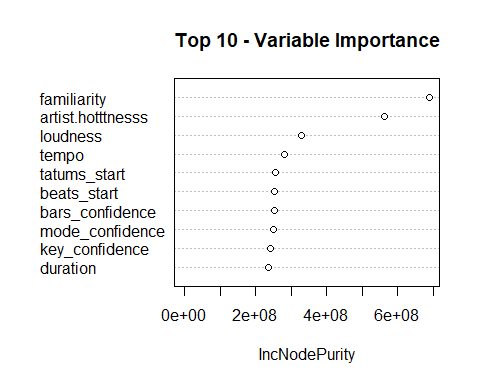 Top 10 - Variable Importance
familiarity
artist.hotttnesss
loudness
tempo
tatums_start
beats_start
bars_confidence
mode_confidence
key_confidence
duration
0e+00 2e+08 4e+08 6e+08
IncNodePurity